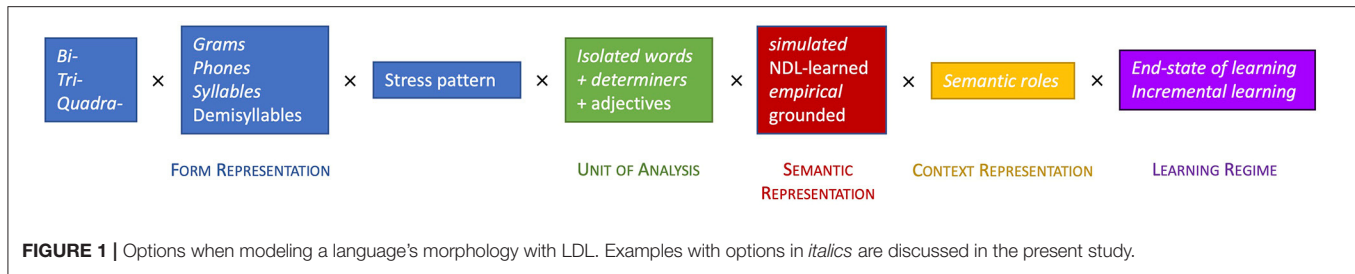 Bi-
Tri-
Quadra-
×
Grams
Phones
Syllables
Demisyllables
×
Stress pattern
×
Isolated words
+ determiners
+ adjectives
×
simulated
NDL-learned
empirical
grounded
×
Semantic roles
×
End-state of learning
Incremental learning
FORM REPRESENTATION
UNIT OF ANALYSIS
SEMANTIC
REPRESENTATION
CONTEXT REPRESENTATION
LEARNING REGIME
FIGURE 1 | Options when modeling a language's morphology with LDL. Examples with options in italics are discussed in the present study.